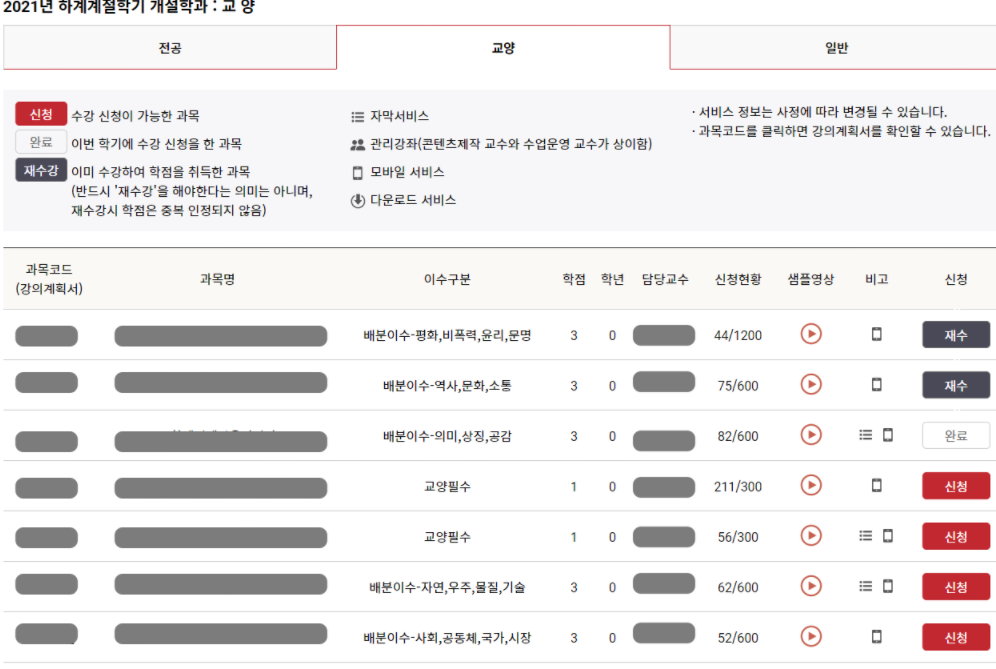 2021년 하계계절학기 개설학과 : 교 양
전공 교양 일반
신청 수강 신청이 가능한 과목
완료 이번 학기에 수강 신청을 한 과목
재수강 이미 수강하여 학점을 취득한 과목
(반드시 '재수강'을 해야한다는 의미는 아니며,
재수강시 학점은 중복 인정되지 않음)
자막서비스
관리강좌(콘텐츠제작 교수와 수업운영 교수가 상이함)
모바일 서비스
다운로드 서비스
· 서비스 정보는 사정에 따라 변경될 수 있습니다.
· 과목코드를 클릭하면 강의계획서를 확인할 수 있습니다.
과목코드
(강의계획서) 과목명 이수구분 학점 학년 담당교수 신청현황 샘플영상 비고 신청
배분이수-평화,비폭력,윤리,문명 3 0 44/1200 재수
배분이수-역사,문화,소통 3 0 75/600 재수
배분이수-의미,상징,공감 3 0 82/600 완료
교양필수 1 0 211/300 신청
교양필수 1 0 56/300 신청
배분이수-자연,우주,물질,기술 3 0 62/600 신청
배분이수-사회,공동체,국가,시장 3 0 52/600 신청